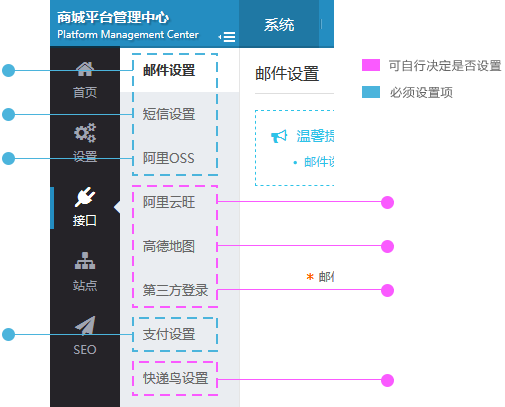 商城平台管理中心
Platform Management Center
系统
首页
设置
接口
站点
SEO
邮件设置
短信设置
阿里OSS
阿里云旺
高德地图
第三方登录
支付设置
快递鸟设置
邮件设置
温馨提
• 邮件设
* 邮件
可自行决定是否设置
必须设置项